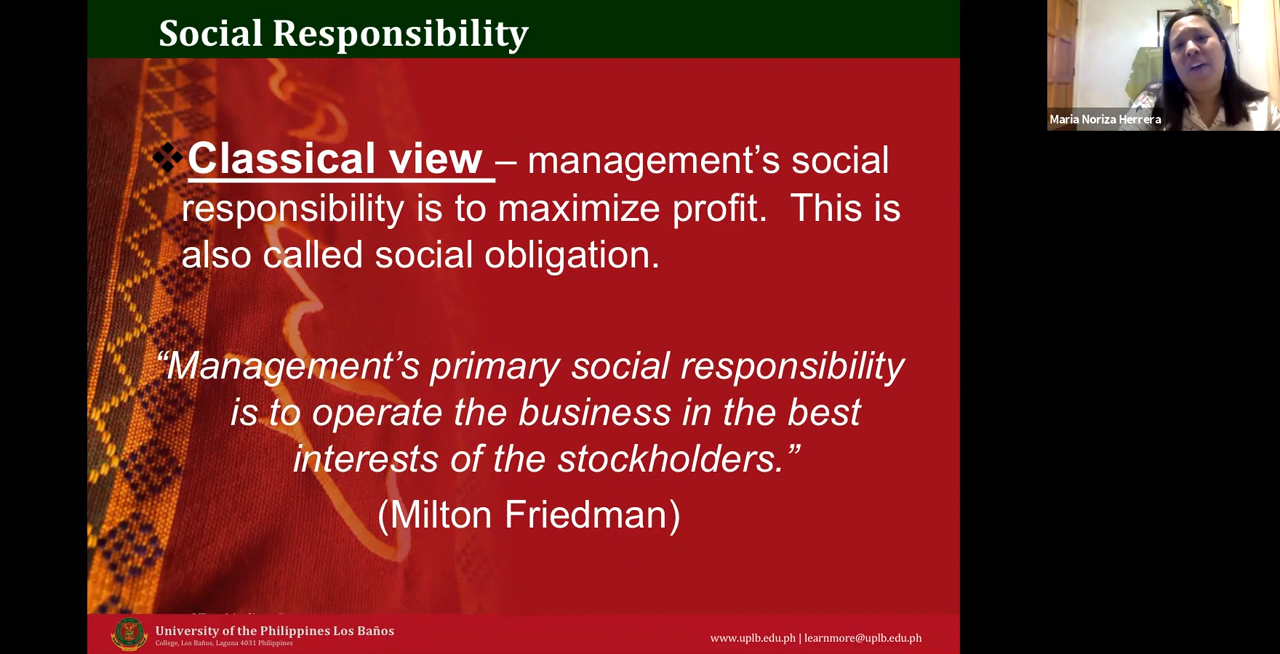 Social Responsibility
Maria Noriza Herrera
❖Classical view – management’s social
responsibility is to maximize profit.  This is
also called social obligation.
“Management’s primary social responsibility
is to operate the business in the best
interests of the stockholders.”
(Milton Friedman)
University of the Philippines Los Baños
College, Los Baños, Laguna 4031 Philippines
www.uplb.edu.ph | learnmore@uplb.edu.ph